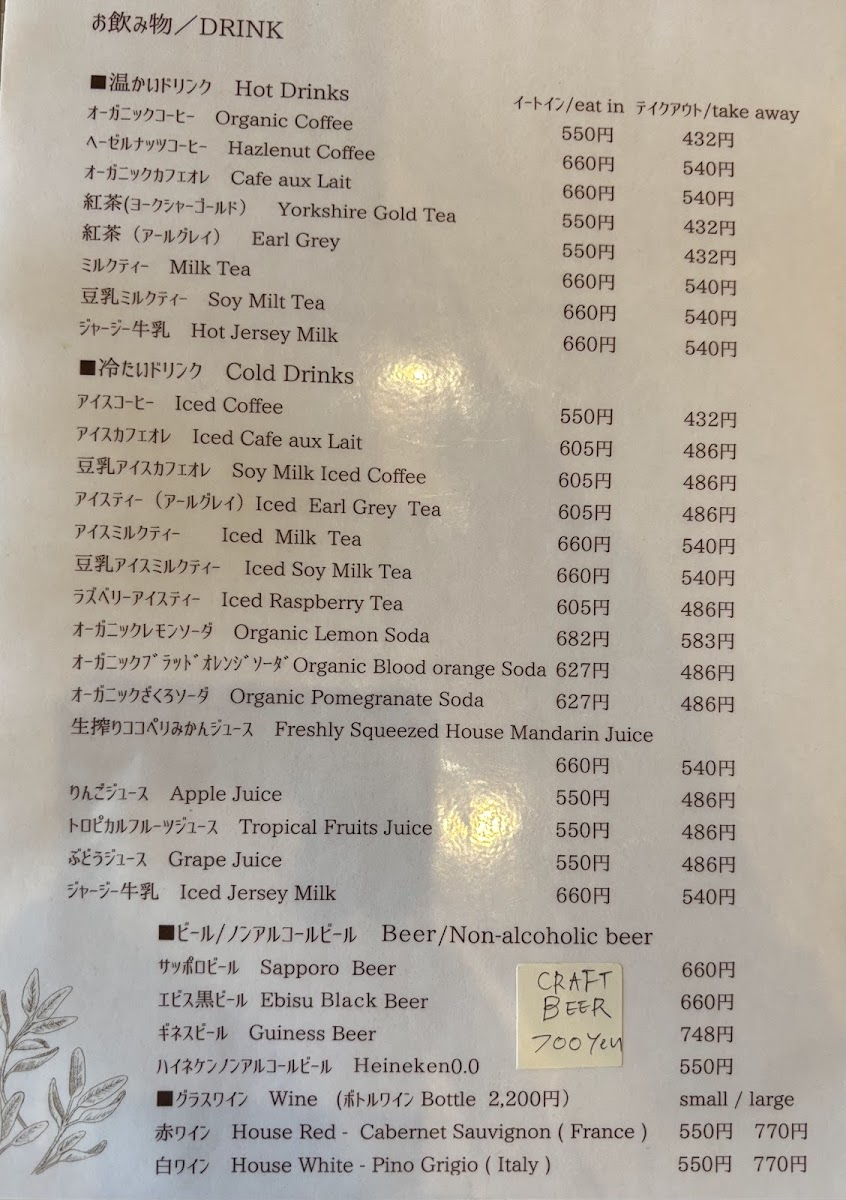 お飲み物／DRINK
■温かいドリンク Hot Drinks イートイン/eat in テイクアウト/take away
オーガニックコーヒー Organic Coffee 550円 432円
ヘーゼルナッツコーヒー Hazlenut Coffee 660円 540円
オーガニックカフェオレ Cafe aux Lait 660円 540円
紅茶(ヨークシャーゴールド） Yorkshire Gold Tea 550円 432円
紅茶（アールグレイ） Earl Grey 550円 432円
ミルクティー Milk Tea 660円 540円
豆乳ミルクティー Soy Milt Tea 660円 540円
ジャージー牛乳 Hot Jersey Milk 660円 540円
■冷たいドリンク Cold Drinks
アイスコーヒー Iced Coffee 550円 432円
アイスカフェオレ Iced Cafe aux Lait 605円 486円
豆乳アイスカフェオレ Soy Milk Iced Coffee 605円 486円
アイスティー（アールグレイ）Iced Earl Grey Tea 605円 486円
アイスミルクティー Iced Milk Tea 660円 540円
豆乳アイスミルクティー Iced Soy Milk Tea 660円 540円
ラズベリーアイスティー Iced Raspberry Tea 605円 486円
オーガニックレモンソーダ Organic Lemon Soda 682円 583円
オーガニックブラッドオレンジソーダOrganic Blood orange Soda 627円 486円
オーガニックざくろソーダ Organic Pomegranate Soda 627円 486円
生搾りココペリみかんジュース Freshly Squeezed House Mandarin Juice
660円 540円
りんごジュース Apple Juice 550円 486円
トロピカルフルーツジュース Tropical Fruits Juice 550円 486円
ぶどうジュース Grape Juice 550円 486円
ジャージー牛乳 Iced Jersey Milk 660円 540円
■ビール/ノンアルコールビール Beer/Non-alcoholic beer
サッポロビール Sapporo Beer 660円
エビス黒ビール Ebisu Black Beer 660円
ギネスビール Guiness Beer 748円
ハイネケンノンアルコールビール Heineken0.0 550円
CRAFT
BEER
700Yen
■グラスワイン Wine (ボトルワイン Bottle 2,200円） small / large
赤ワイン House Red - Cabernet Sauvignon ( France ) 550円 770円
白ワイン House White - Pino Grigio ( Italy ) 550円 770円